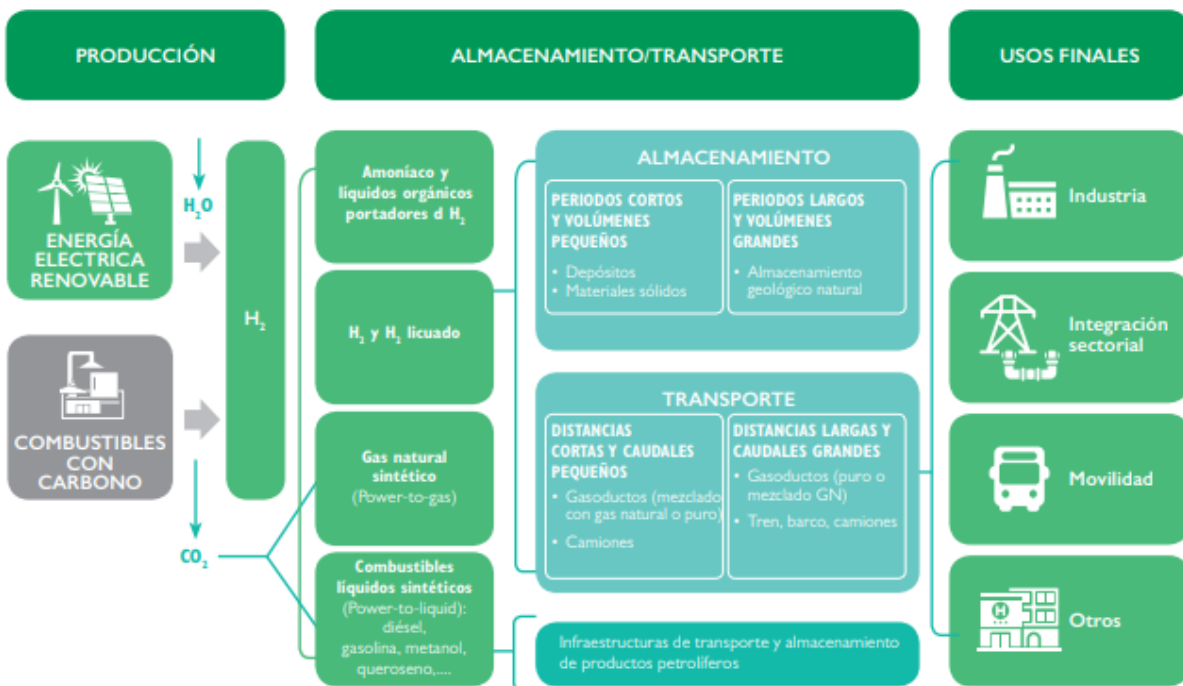 PRODUCCIÓN
ALMACENAMIENTO/TRANSPORTE
USOS FINALES
H₂O
ENERGÍA
ELECTRICA
RENOVABLE
COMBUSTIBLES
CON
CARBONO
CO₂
H₂
Amoníaco y
líquidos orgánicos
portadores d H₂
H₂ y H₂ licuado
Gas natural
sintético
(Power-to-gas)
Combustibles
líquidos sintéticos
(Power-to-liquid):
diésel,
gasolina, metanol,
queroseno,....
ALMACENAMIENTO
PERIODOS CORTOS
Y VOLÚMENES
PEQUEÑOS
• Depósitos
• Materiales sólidos
PERIODOS LARGOS
Y VOLÚMENES
GRANDES
• Almacenamiento
geológico natural
TRANSPORTE
DISTANCIAS
CORTAS Y CAUDALES
PEQUEÑOS
• Gasoductos (mezclado
con gas natural o puro)
• Camiones
DISTANCIAS LARGAS Y
CAUDALES GRANDES
• Gasoductos (puro o
mezclado GN)
• Tren, barco, camiones
Infraestructuras de transporte y almacenamiento
de productos petrolíferos
Industria
Integración
sectorial
Movilidad
H
Otros